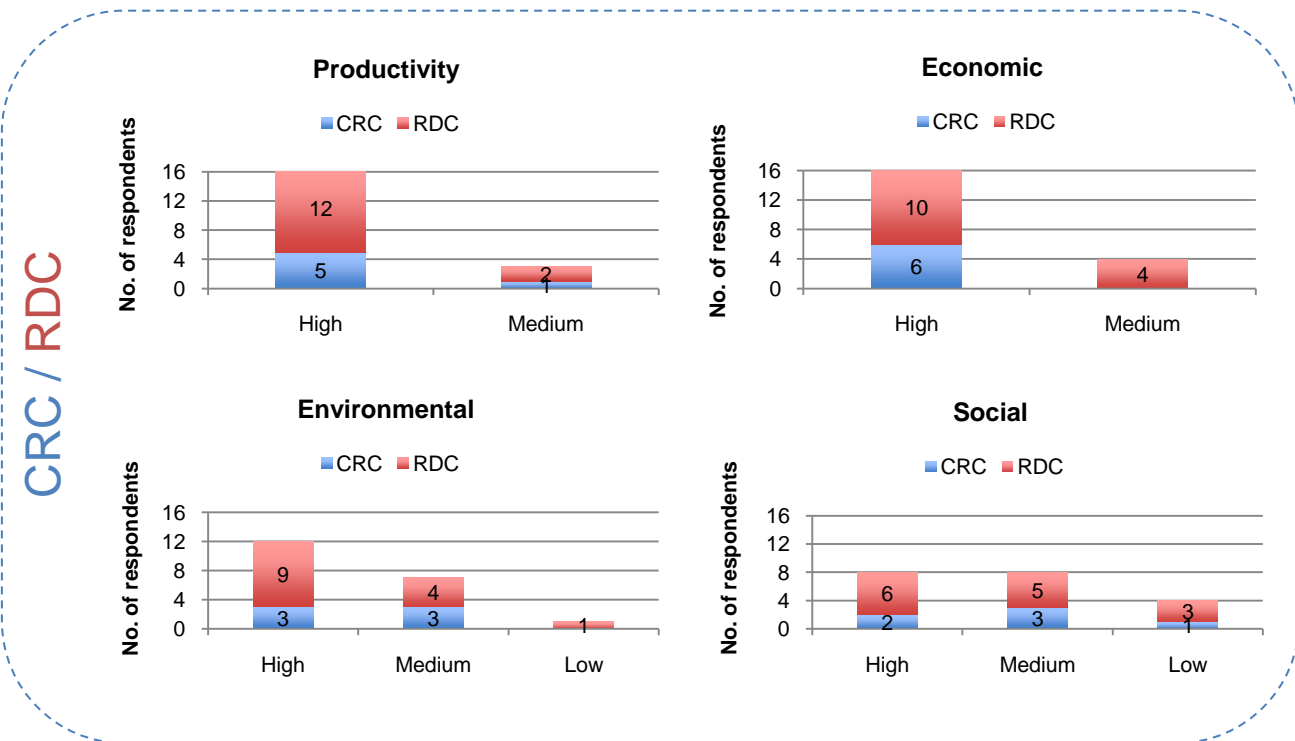 CRC / RDC
Productivity
CRC RDC
No. of respondents
16
12
8
4
0
12
5
2
1
High Medium
Economic
CRC RDC
No. of respondents
16
12
8
4
0
10
6
4
High Medium
Environmental
CRC RDC
No. of respondents
16
12
8
4
0
9
3
4
3
1
High Medium Low
Social
CRC RDC
No. of respondents
16
12
8
4
0
6
2
5
3
3
1
High Medium Low